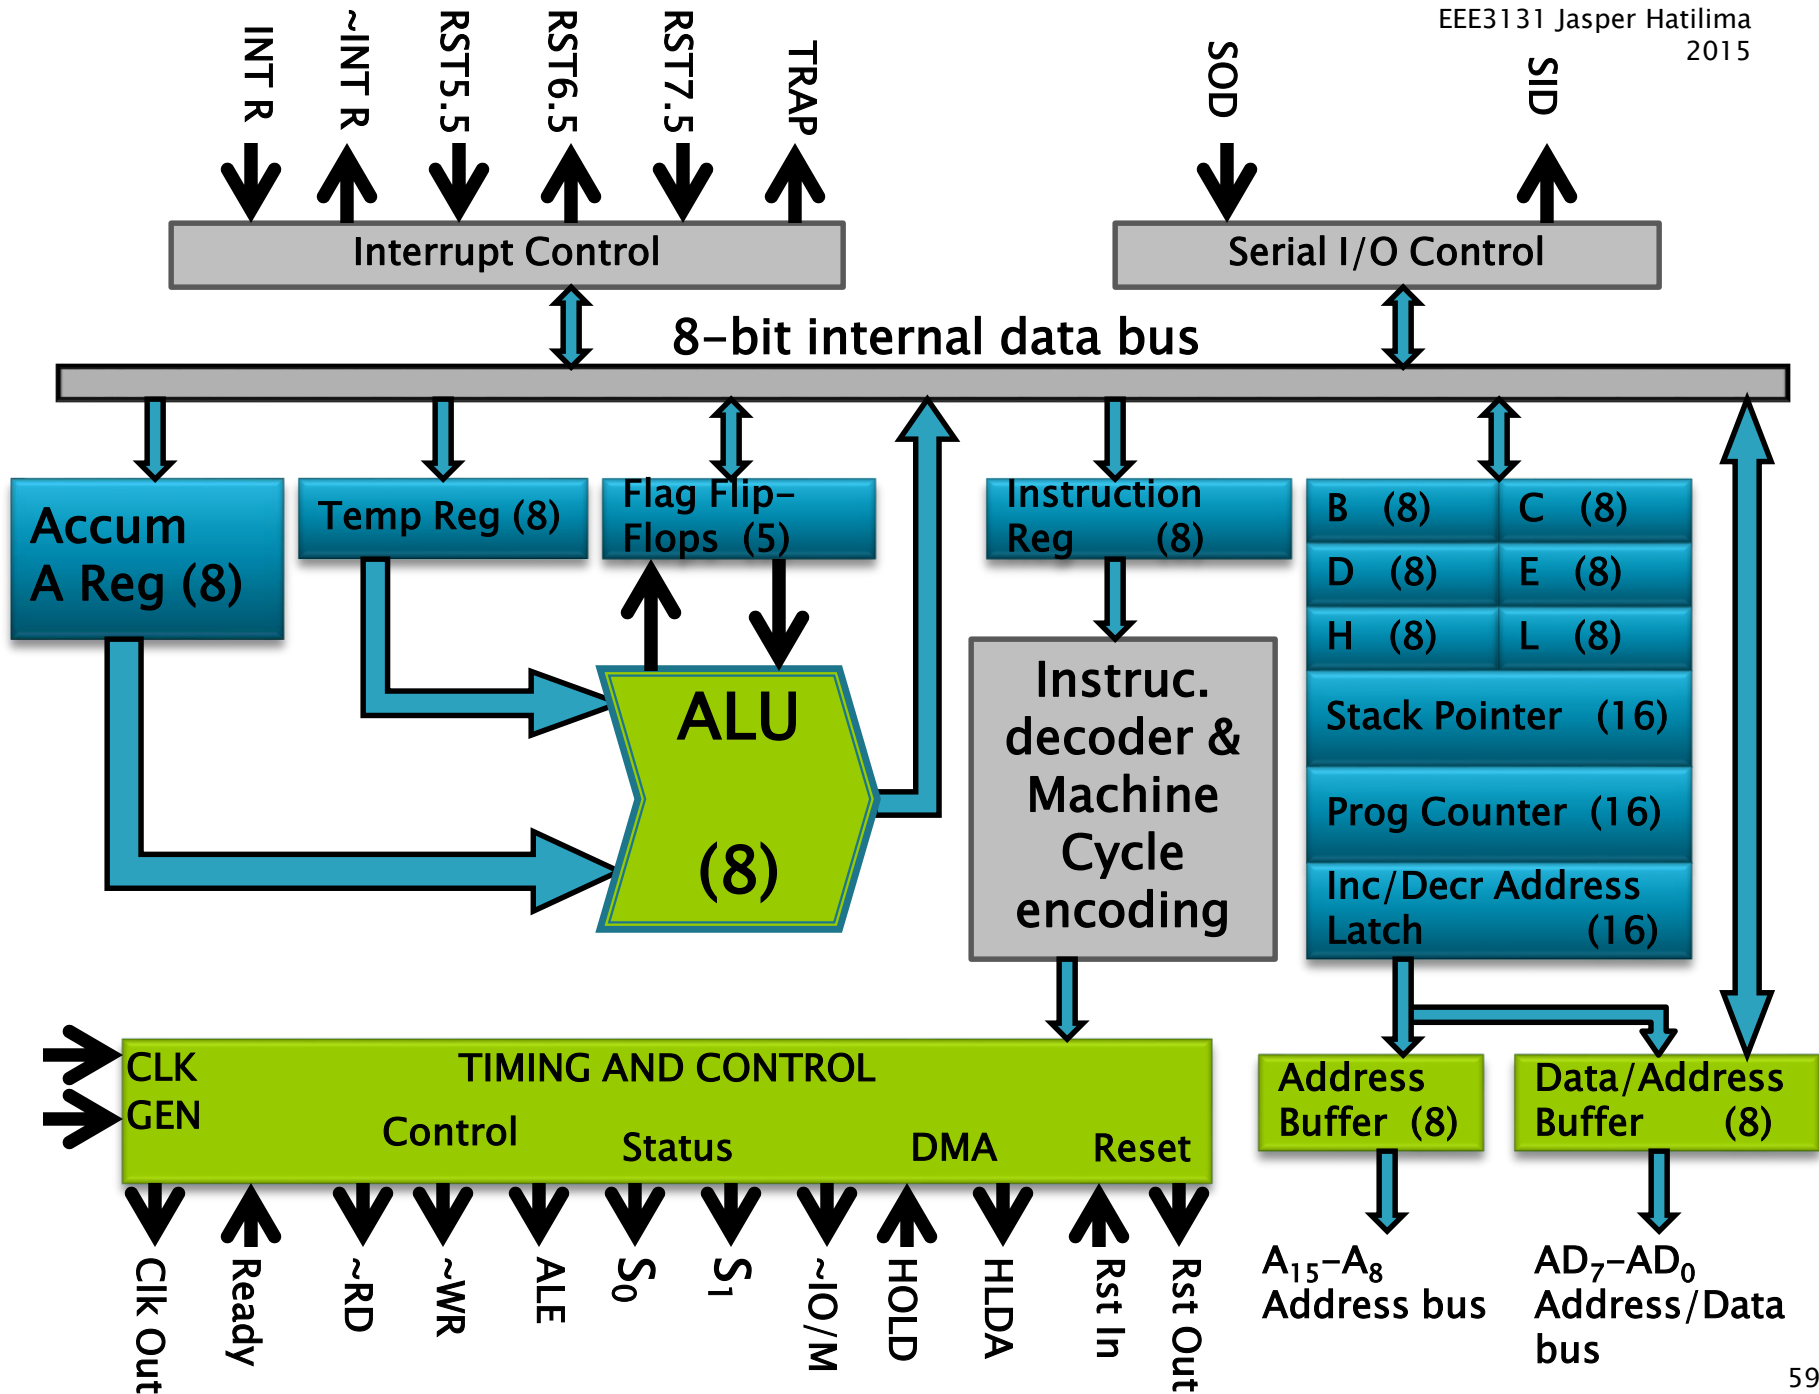 EEE3131 Jasper Hatilima
2015
INT R
~INT R
RST5.5
RST6.5
RST7.5
TRAP
SOD
SID
Interrupt Control
Serial I/O Control
8-bit internal data bus
Accum
A Reg (8)
Temp Reg (8)
Flag Flip-
Flops (5)
Instruction
Reg (8)
B (8)
C (8)
D (8)
E (8)
H (8)
L (8)
Stack Pointer (16)
Prog Counter (16)
Inc/Decr Address
Latch (16)
ALU
(8)
Instruc.
decoder &
Machine
Cycle
encoding
CLK
GEN
TIMING AND CONTROL
Control
Status
DMA
Reset
Address
Buffer (8)
Data/Address
Buffer (8)
Clk Out
Ready
~RD
~WR
ALE
S0
S1
~IO/M
HOLD
HLDA
Rst In
Rst Out
A15-A8
Address bus
AD7-AD0
Address/Data
bus
59